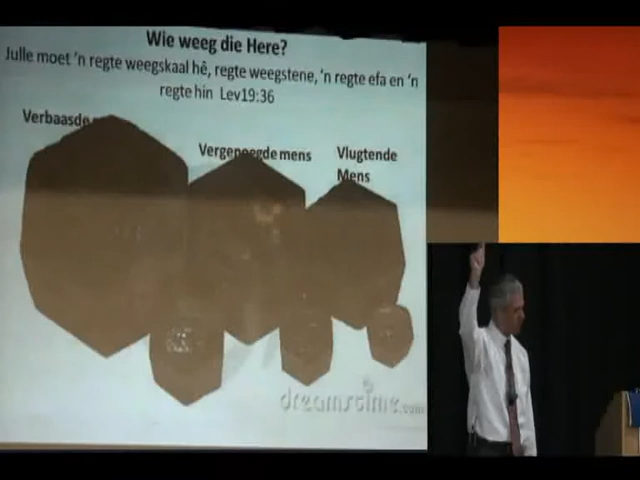 Wie weeg die Here?
Julle moet 'n regte weegskaal hê, regte weegstene, 'n regte efa en 'n
regte hin Lev19:36
Verbaasde
Vergenoegde mens
Vlugtende
Mens
dreamstime.com